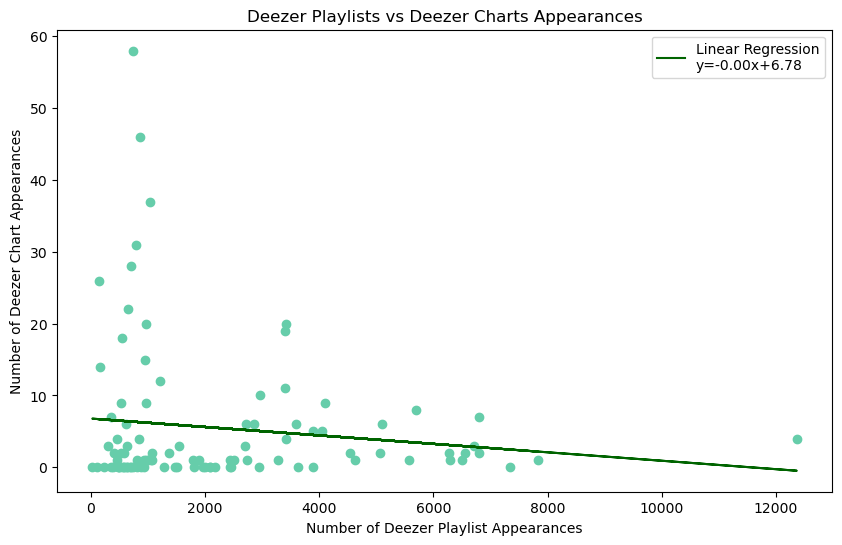 Deezer Playlists vs Deezer Charts Appearances
Linear Regression
y=-0.00x+6.78
Number of Deezer Chart Appearances
60
50
40
30
20
10
0
0 2000 4000 6000 8000 10000 12000
Number of Deezer Playlist Appearances